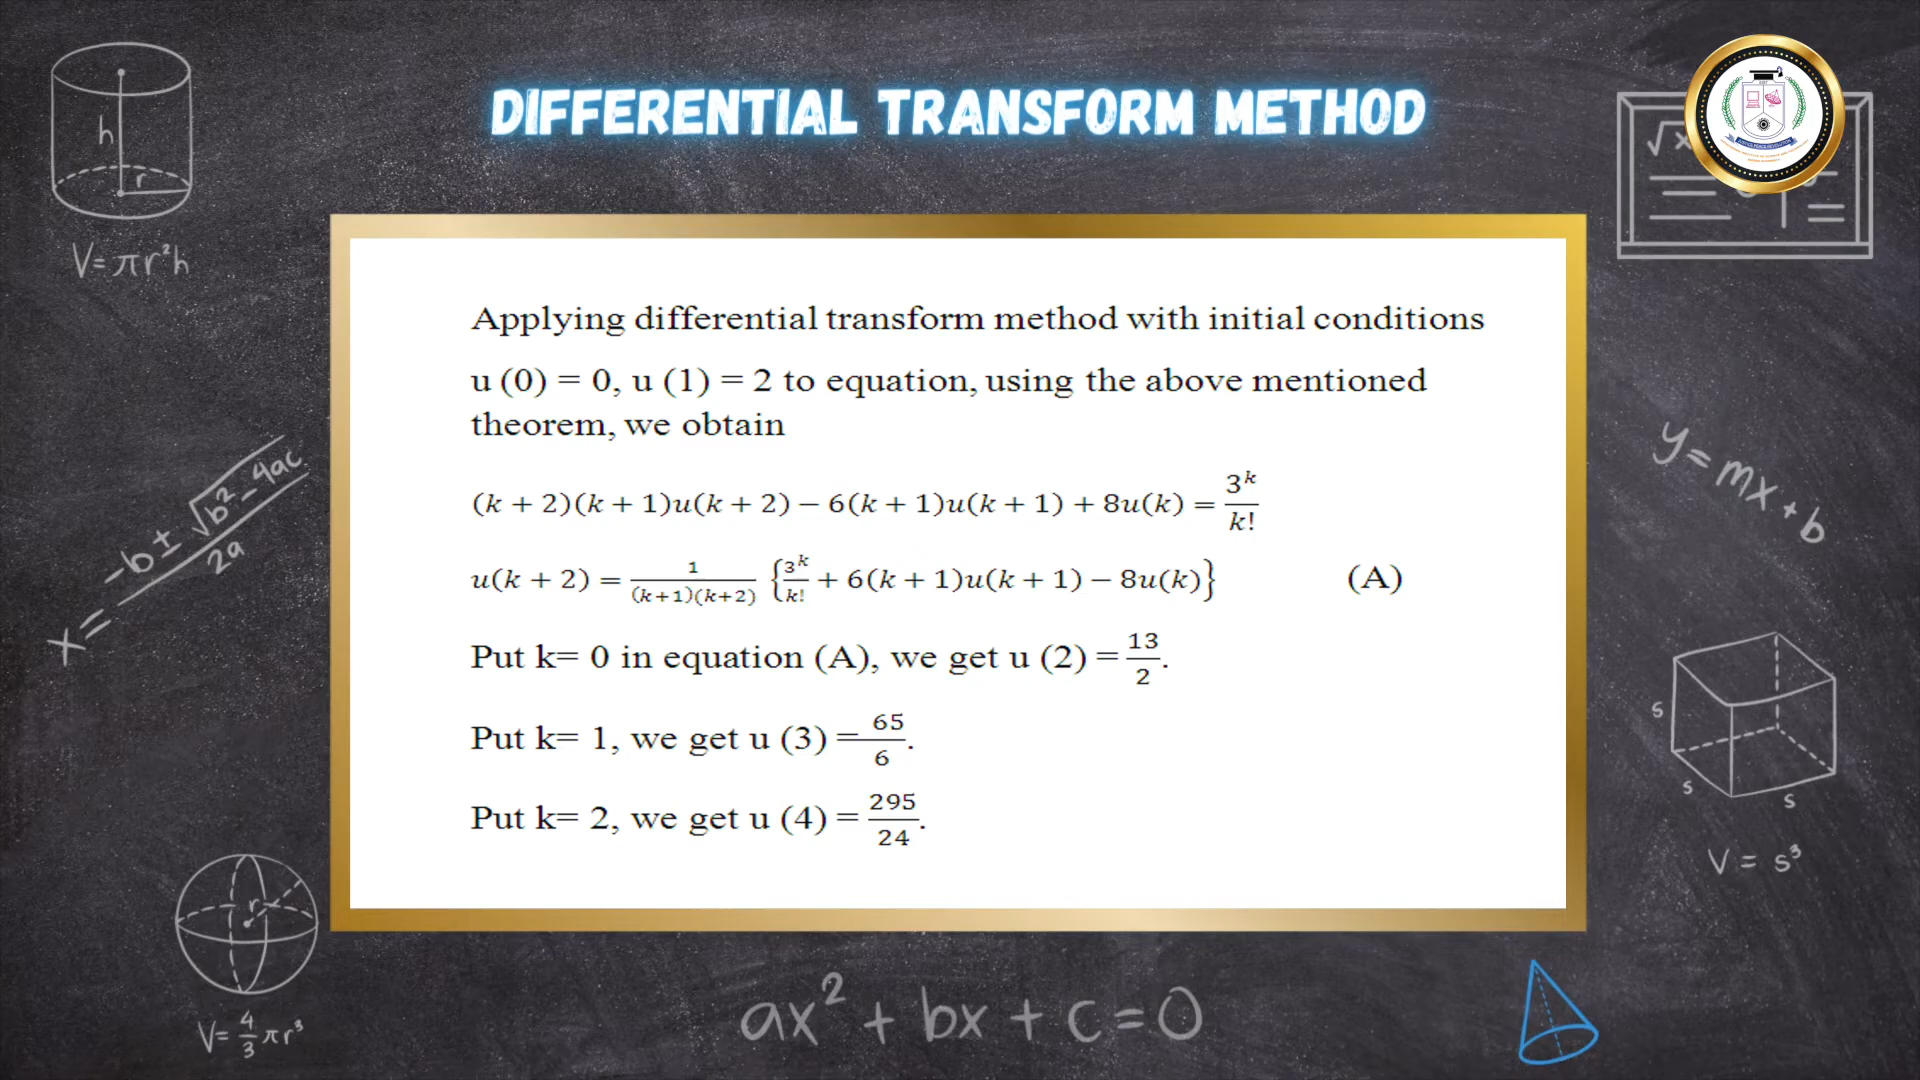 DIFFERENTIAL TRANSFORM METHOD
h
r
V=πr²h
√x
Applying differential transform method with initial conditions
u (0) = 0, u (1) = 2 to equation, using the above mentioned
theorem, we obtain
(k + 2)(k + 1)u(k + 2) − 6(k + 1)u(k + 1) + 8u(k) = 3^k/k!
u(k + 2) = 1/((k+1)(k+2)) {3^k/k! + 6(k + 1)u(k + 1) − 8u(k)} (A)
Put k= 0 in equation (A), we get u (2) = 13/2.
Put k= 1, we get u (3) = 65/6.
Put k= 2, we get u (4) = 295/24.
x = -b ± √b²-4ac / 2a
y = mx + b
s
s
s
V = s³
r
V= 4/3 πr³
ax² + bx + c = 0